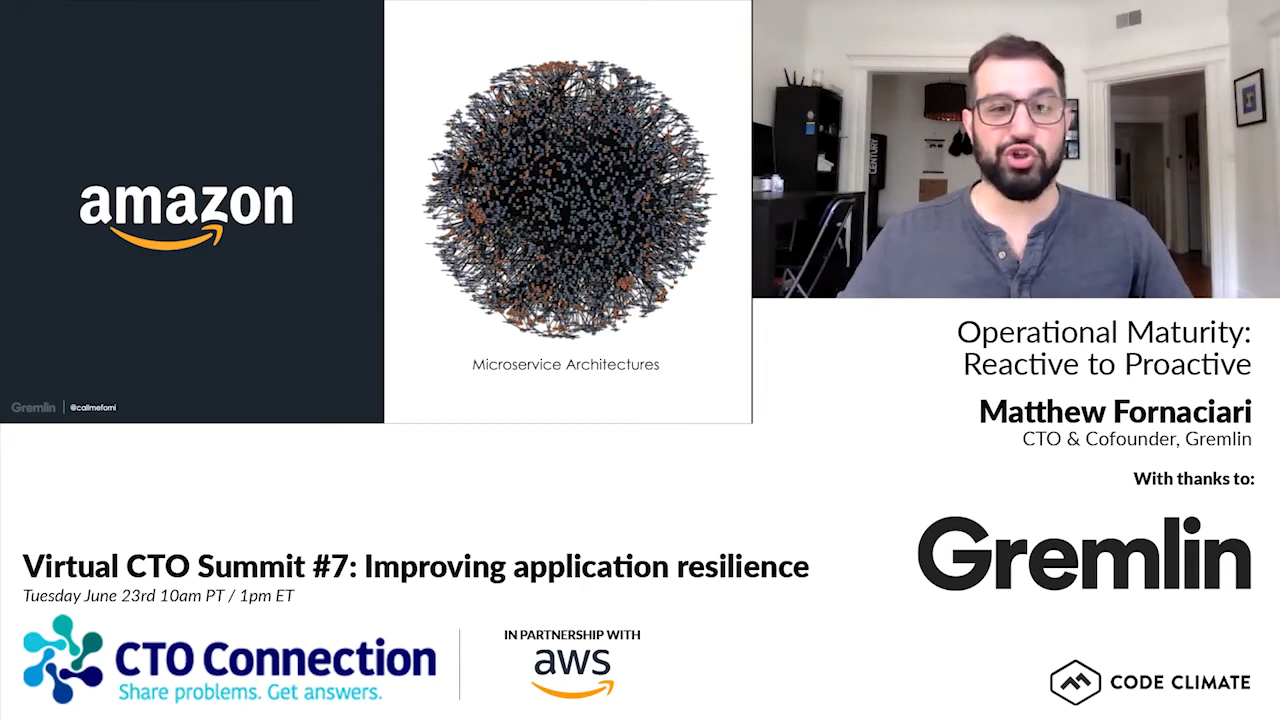 amazon
Microservice Architectures
Gremlin
@callmeforni
CENTURY
Operational Maturity:
Reactive to Proactive
Matthew Fornaciari
CTO & Cofounder, Gremlin
With thanks to:
Gremlin
Virtual CTO Summit #7: Improving application resilience
Tuesday June 23rd 10am PT / 1pm ET
CTO Connection
Share problems. Get answers.
IN PARTNERSHIP WITH
aws
CODE CLIMATE